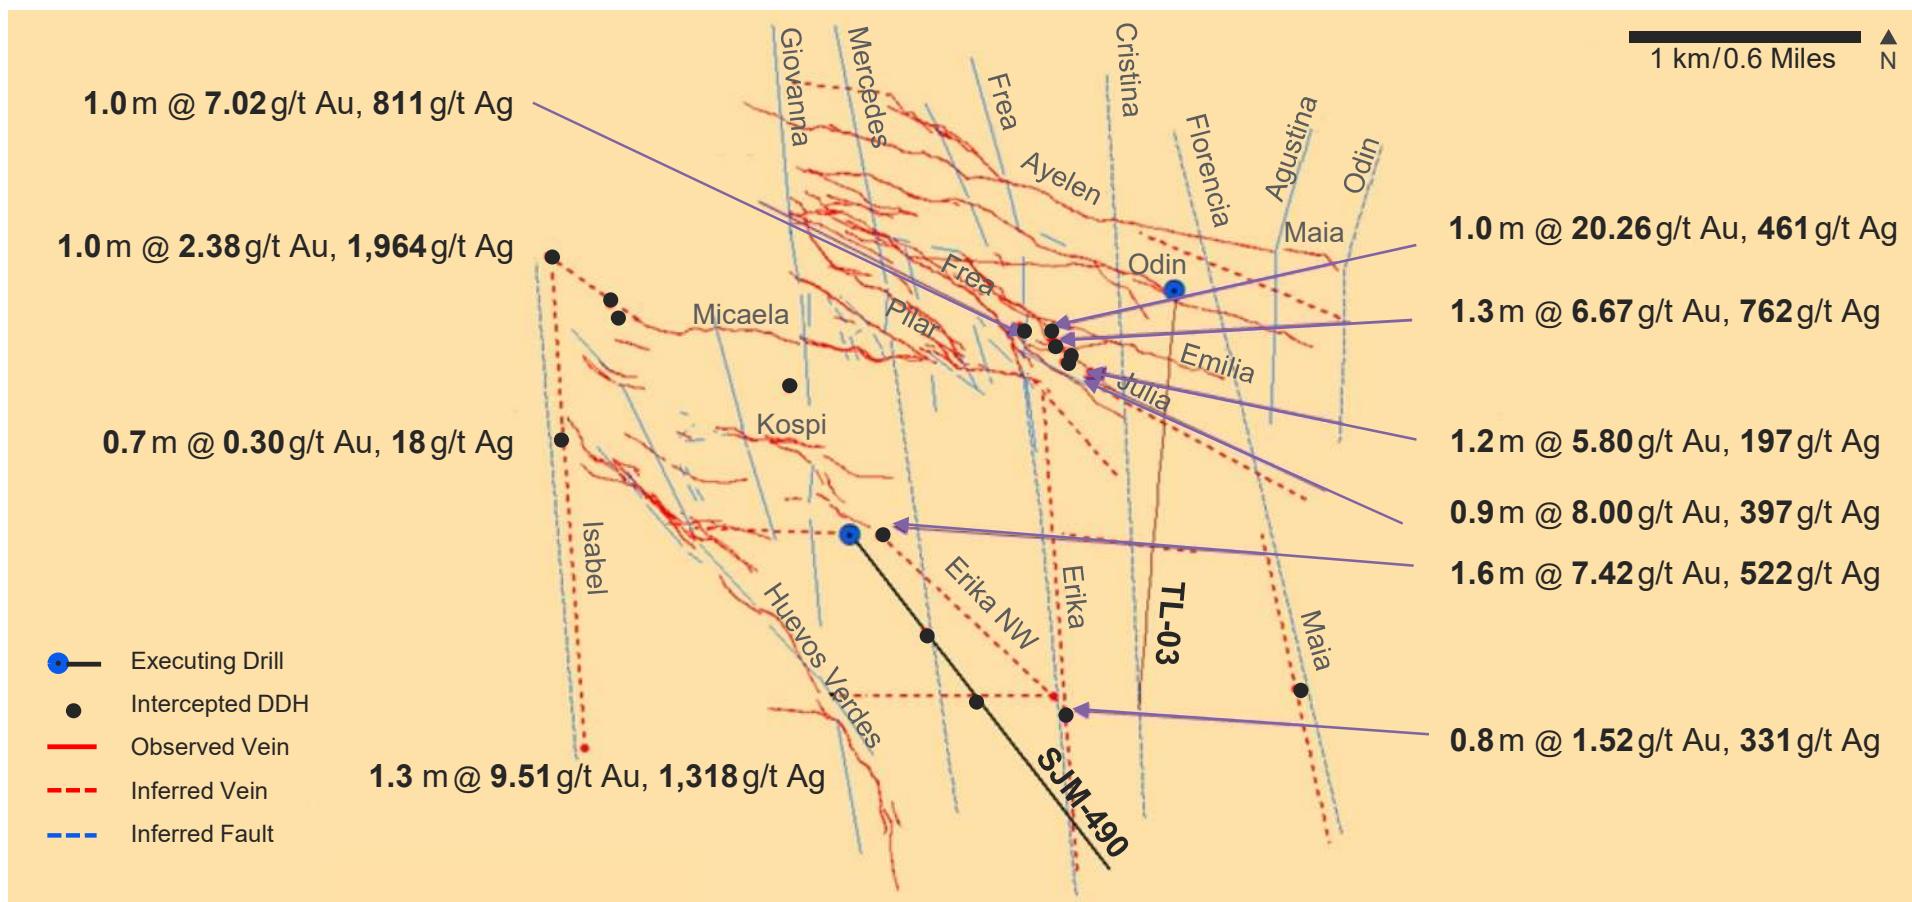 Giovanna
Mercedes
Frea
Cristina
Florencia
Agustina
Odin
1 km/0.6 Miles
N
1.0 m @ 7.02 g/t Au, 811 g/t Ag
Ayelen
Maia
1.0 m @ 20.26 g/t Au, 461 g/t Ag
1.0 m @ 2.38 g/t Au, 1,964 g/t Ag
Frea
Odin
Micaela
Pilar
1.3 m @ 6.67 g/t Au, 762 g/t Ag
Emilia
Julia
Kospi
0.7 m @ 0.30 g/t Au, 18 g/t Ag
1.2 m @ 5.80 g/t Au, 197 g/t Ag
0.9 m @ 8.00 g/t Au, 397 g/t Ag
Isabel
Huevos Verdes
Erika NW
Erika
TL-03
Maia
1.6 m @ 7.42 g/t Au, 522 g/t Ag
0.8 m @ 1.52 g/t Au, 331 g/t Ag
SJM-490
1.3 m @ 9.51 g/t Au, 1,318 g/t Ag
Executing Drill
Intercepted DDH
Observed Vein
Inferred Vein
Inferred Fault